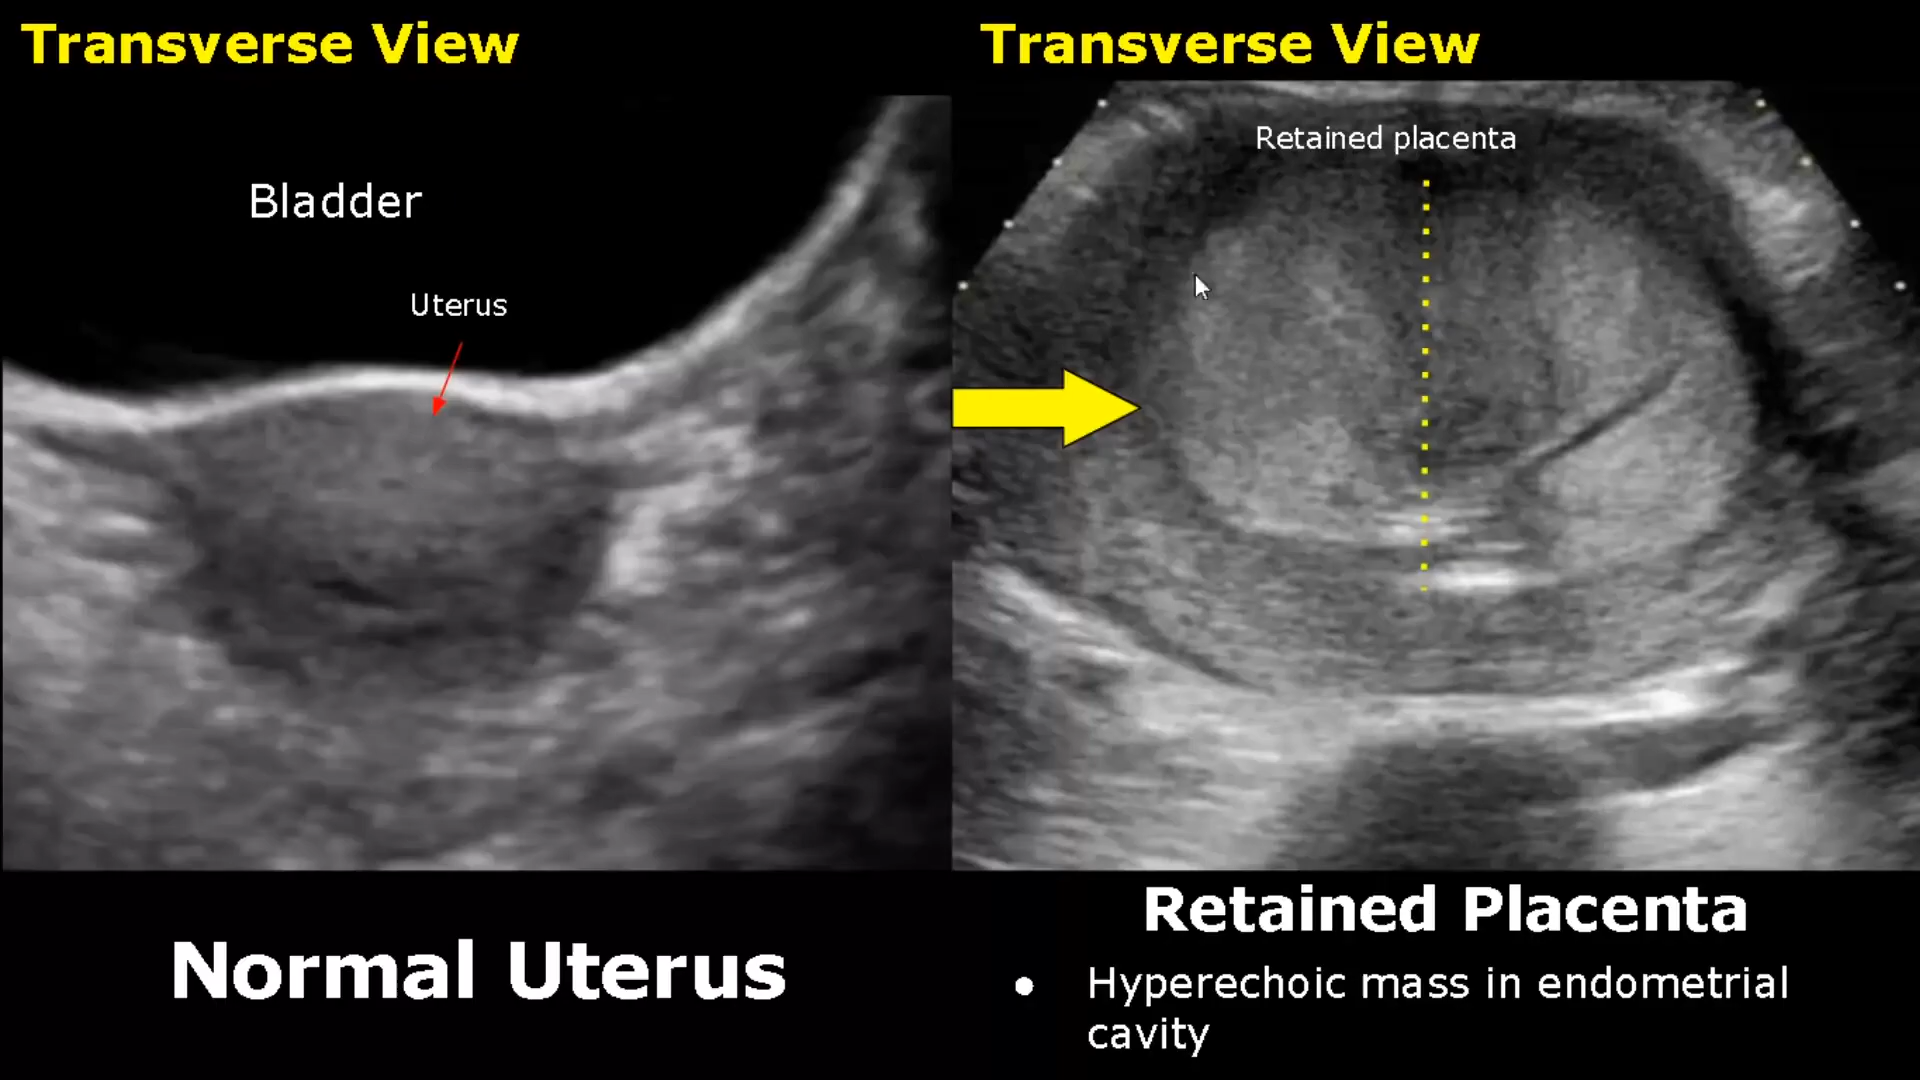 Transverse View
Bladder
Uterus
Normal Uterus
Transverse View
Retained placenta
Retained Placenta
• Hyperechoic mass in endometrial
cavity